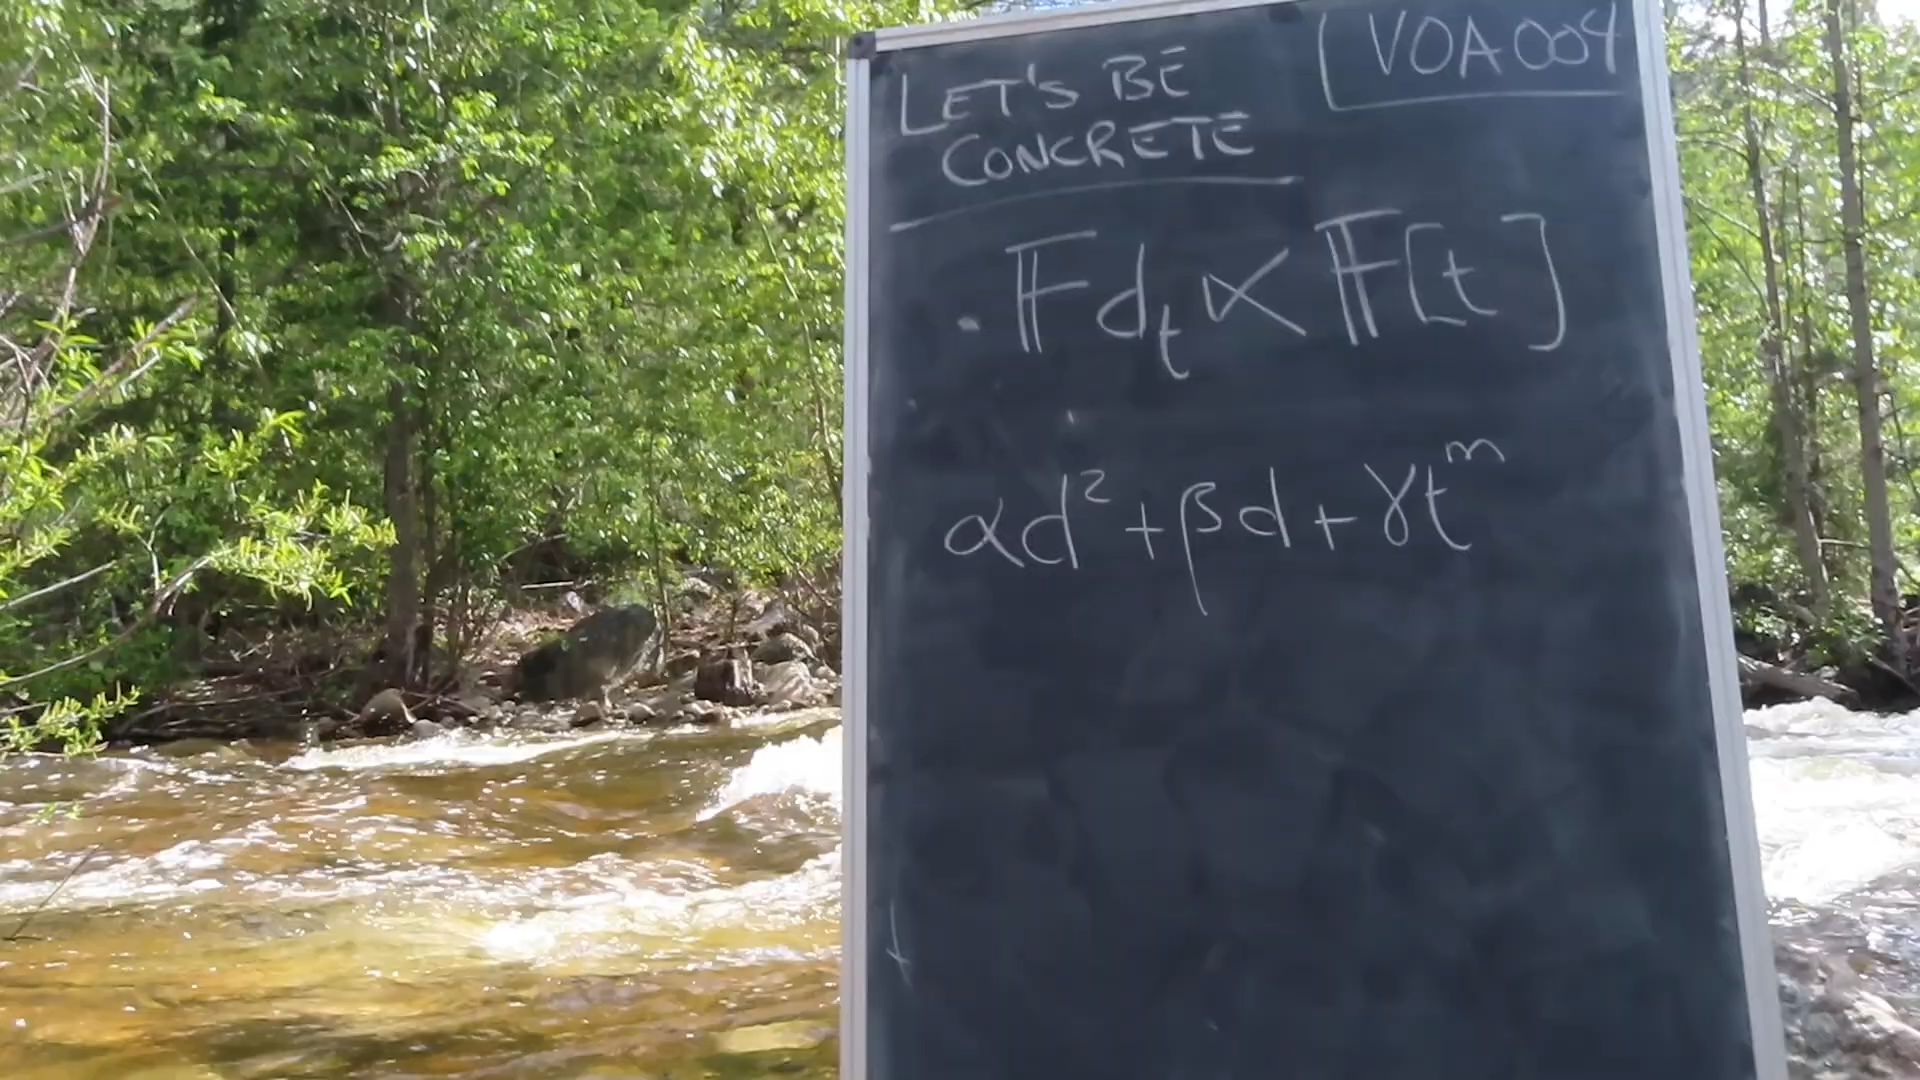 VOA004
LET'S BE
CONCRETE
· 𝔽d_t ⋉ 𝔽[t]
αd² + βd + γt^m